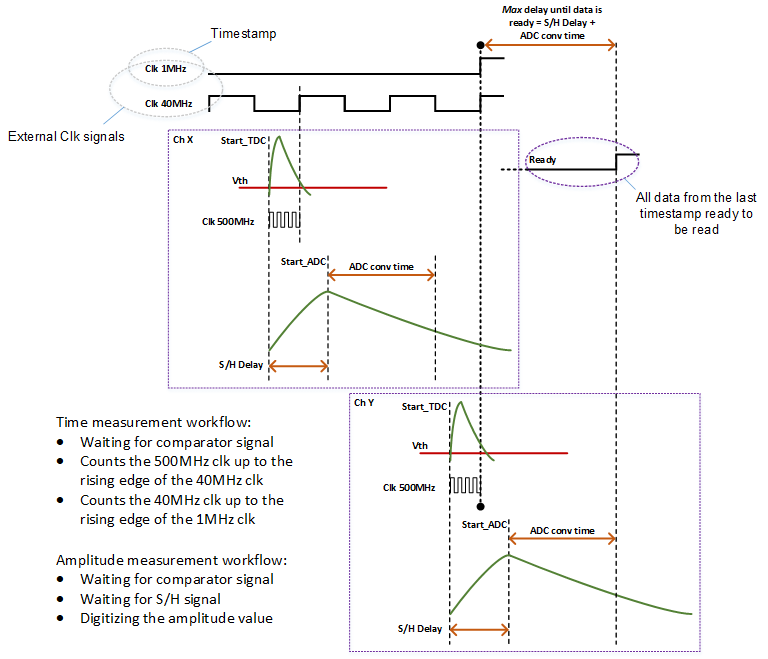 Max delay until data is
ready = S/H Delay +
ADC conv time
Timestamp
Clk 1MHz
Clk 40MHz
External Clk signals
Ch X
Start_TDC
Vth
Clk 500MHz
Start_ADC
ADC conv time
S/H Delay
Ready
All data from the last
timestamp ready to
be read
Ch Y
Start_TDC
Vth
Clk 500MHz
Start_ADC
ADC conv time
S/H Delay
Time measurement workflow:
• Waiting for comparator signal
• Counts the 500MHz clk up to the
rising edge of the 40MHz clk
• Counts the 40MHz clk up to the
rising edge of the 1MHz clk
Amplitude measurement workflow:
• Waiting for comparator signal
• Waiting for S/H signal
• Digitizing the amplitude value